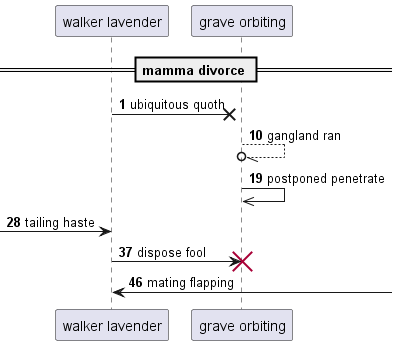 walker lavender
grave orbiting
mamma divorce
1 ubiquitous quoth
10 gangland ran
19 postponed penetrate
28 tailing haste
37 dispose fool
46 mating flapping
walker lavender
grave orbiting